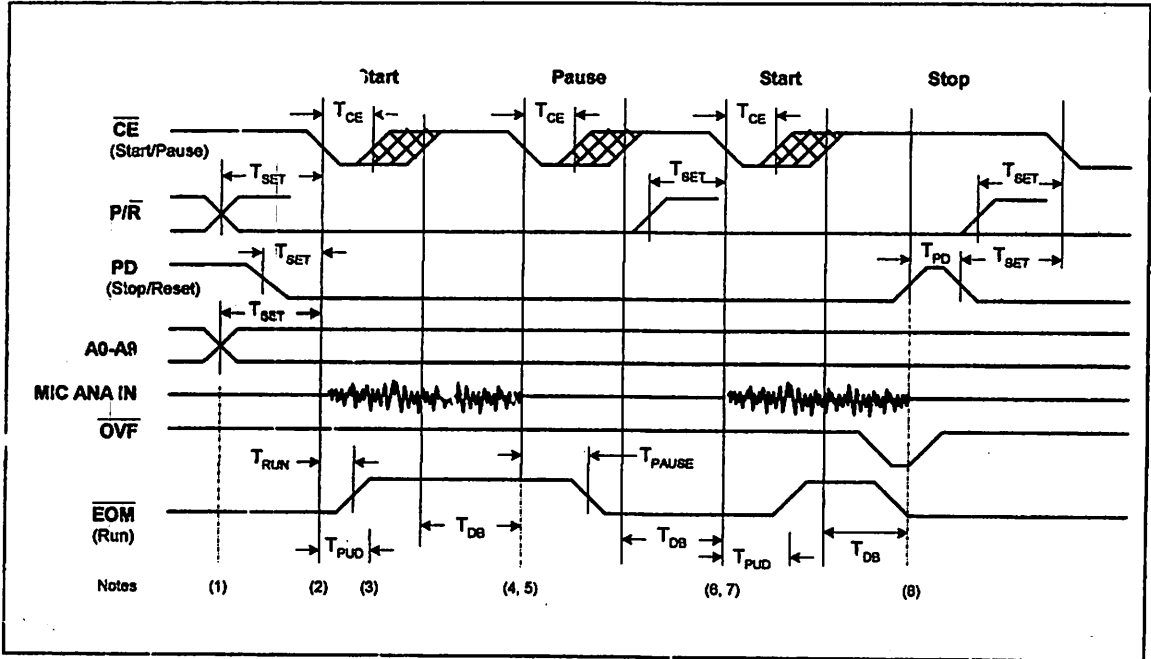 Start Pause Start Stop
T_CE T_CE T_CE
CE
(Start/Pause)
T_SET T_SET T_SET
P/R
T_SET T_PD T_SET
PD
(Stop/Reset)
T_SET
A0-A9
MIC ANA IN
OVF
T_RUN T_PAUSE
EOM
(Run)
T_DB T_DB T_DB
T_PUD T_PUD
Notes (1) (2) (3) (4, 5) (6, 7) (8)